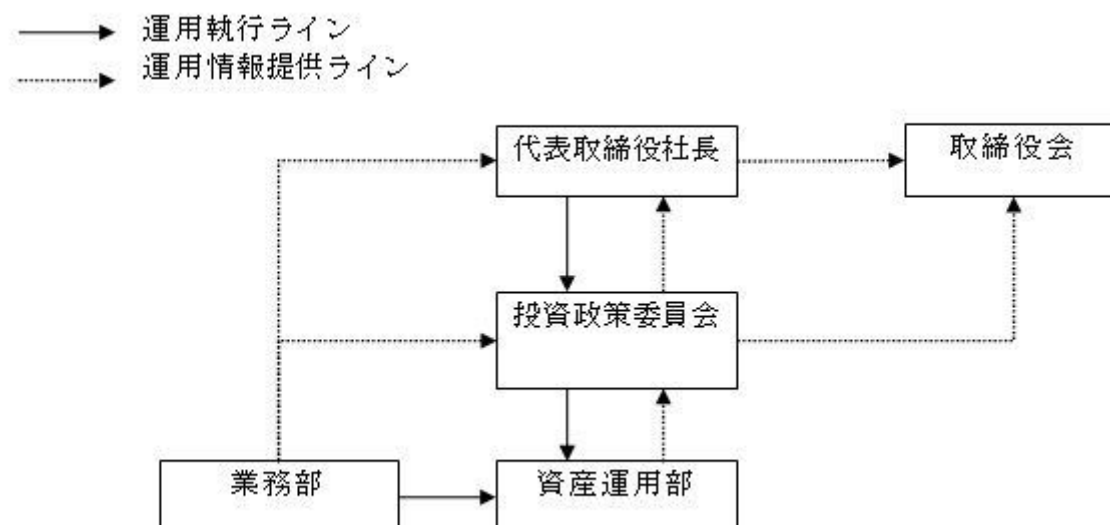 運用執行ライン
運用情報提供ライン
代表取締役社長
取締役会
投資政策委員会
業務部
資産運用部